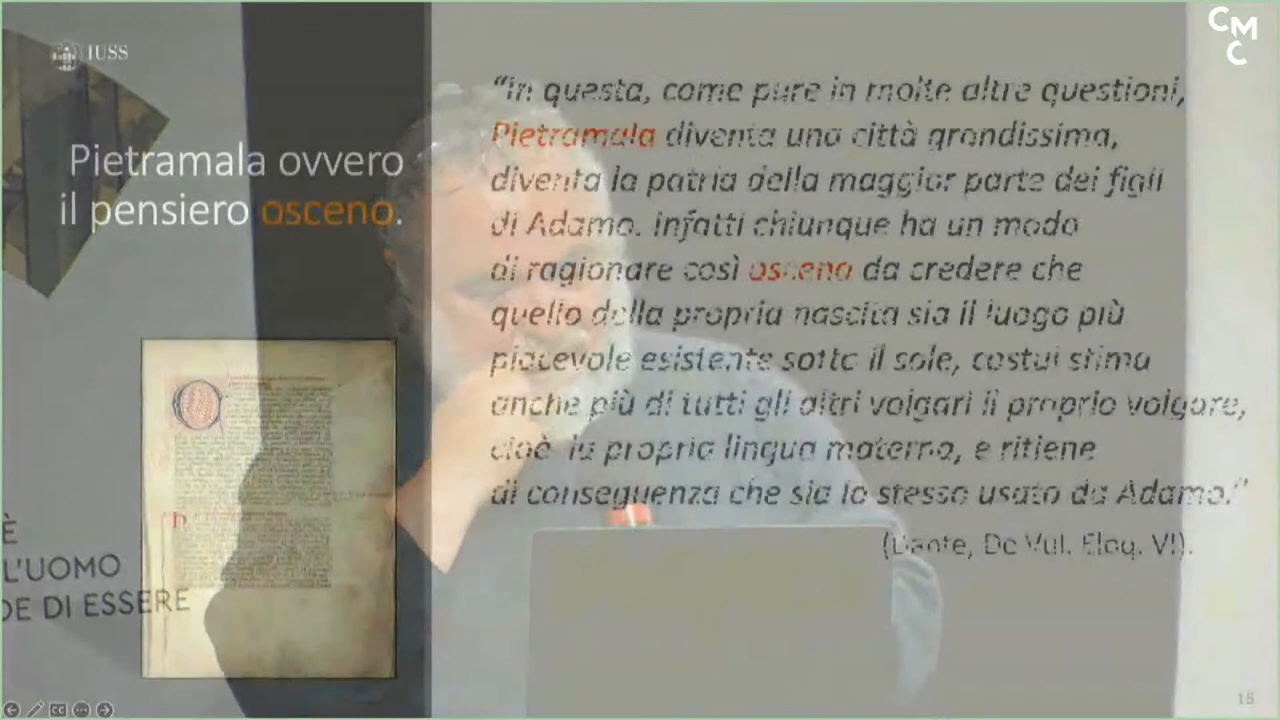 CMC
IUSS
Pietramala ovvero
il pensiero osceno.
“In questa, come pure in molte altre questioni,
Pietramala diventa una città grandissima,
diventa la patria della maggior parte dei figli
di Adamo. Infatti chiunque ha un modo
di ragionare così osceno da credere che
quello della propria nascita sia il luogo più
piacevole esistente sotto il sole, costui stima
anche più di tutti gli altri volgari il proprio volgare,
cioè la propria lingua materna, e ritiene
di conseguenza che sia lo stesso usato da Adamo.”
(Dante, De Vul. Eloq. VI).
È
L'UOMO
DE DI ESSERE
15